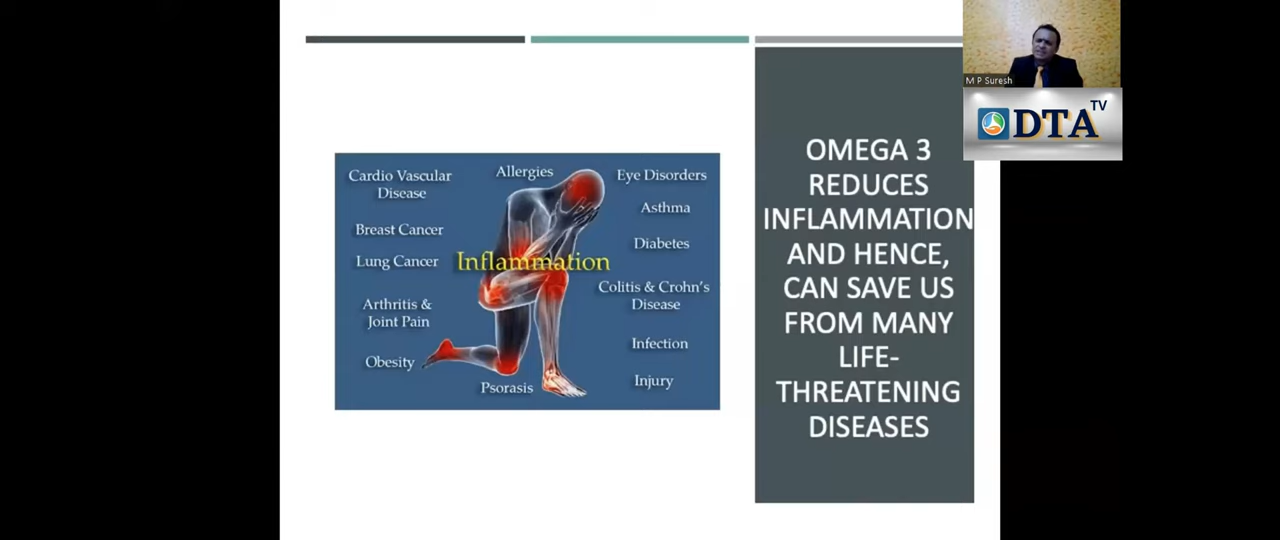 M P Suresh
DTA TV
Cardio Vascular
Disease
Allergies
Eye Disorders
Asthma
Breast Cancer
Diabetes
Lung Cancer
Inflammation
Colitis & Crohn's
Disease
Arthritis &
Joint Pain
Infection
Obesity
Injury
Psorasis
OMEGA 3
REDUCES
INFLAMMATION
AND HENCE,
CAN SAVE US
FROM MANY
LIFE-
THREATENING
DISEASES